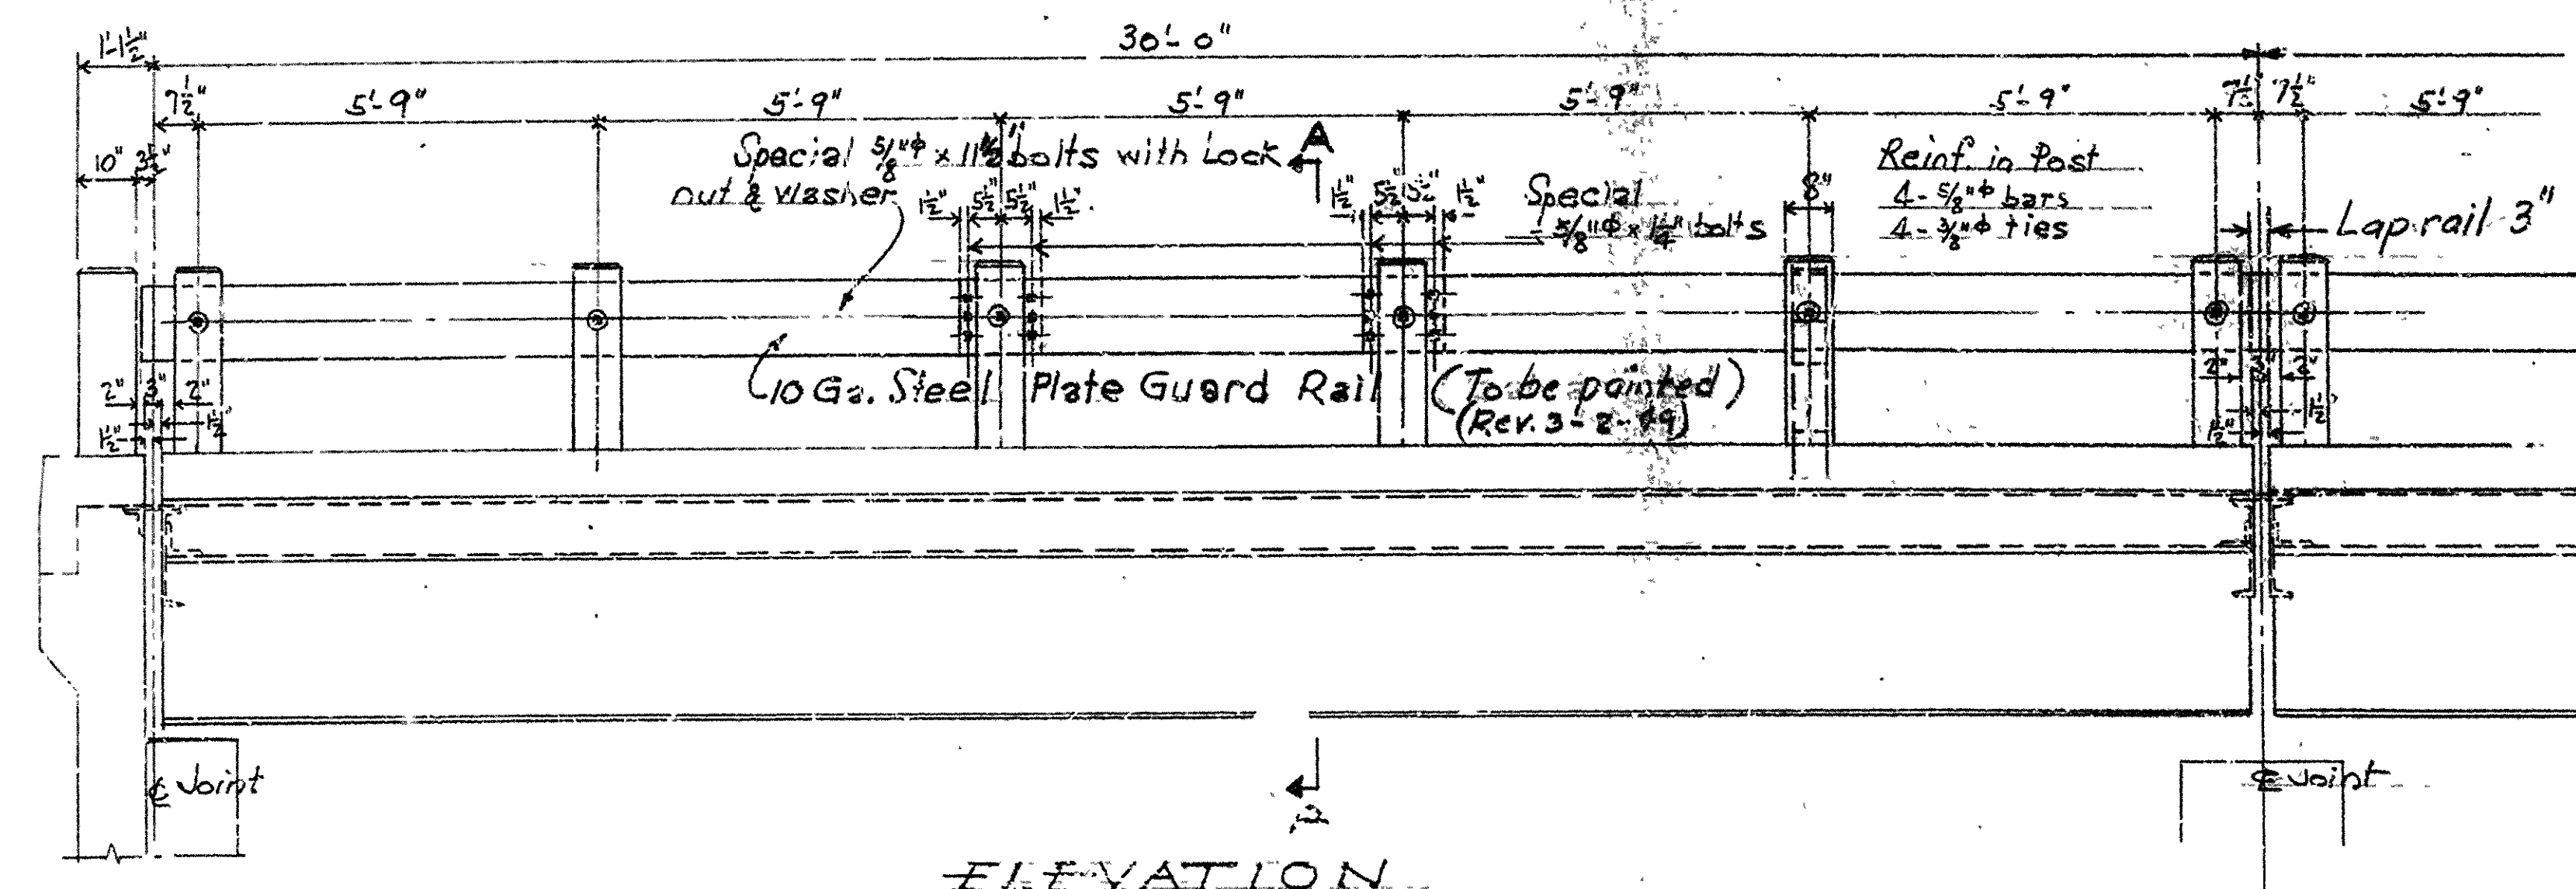 1'-1½" 30'-0"
7½" 5'-9" 5'-9" 5'-9" 5'-9" 5'-9" 7½" 7½" 5'-9"
10" 3½"
Special 5/8"φ x 11½" bolts with Lock
nut & washer
A
1½" 5½" 5½" 1½"
1½" 5½" 5½" 1½"
Special
5/8"φ x 1¼" bolts
8"
Reinf. in Post
4- 5/8"φ bars
4- 3/8"φ ties
Lap rail 3"
10 Ga. Steel Plate Guard Rail (To be painted)
(Rev. 3-2-49)
2" 3" 2"
1½" 1½"
2" 3" 2"
1½" 1½"
℄ Joint
℄ Joint
ELEVATION